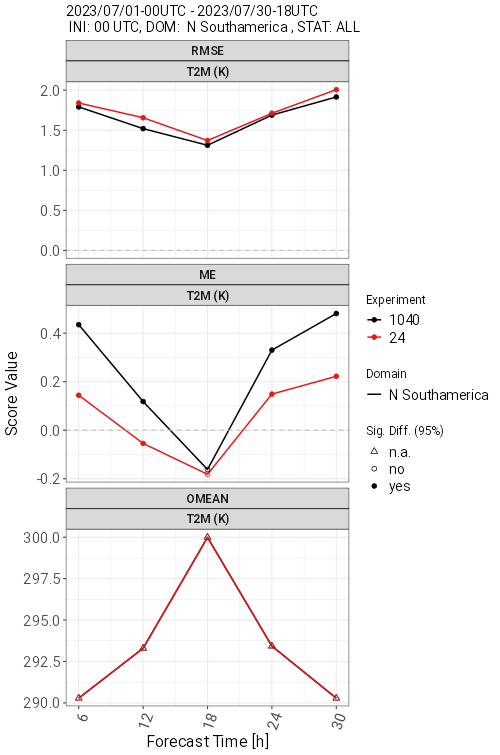 2023/07/01-00UTC - 2023/07/30-18UTC
INI: 00 UTC, DOM: N Southamerica , STAT: ALL
RMSE
T2M (K)
2.0
1.5
1.0
0.5
0.0
ME
T2M (K)
0.4
0.2
0.0
-0.2
OMEAN
T2M (K)
300.0
297.5
295.0
292.5
290.0
6
12
18
24
30
Forecast Time [h]
Score Value
Experiment
1040
24
Domain
N Southamerica
Sig. Diff. (95%)
n.a.
no
yes